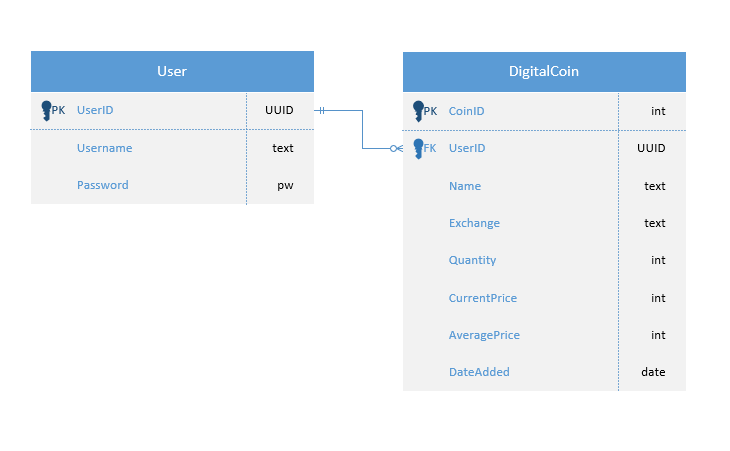 User
PK UserID UUID
Username text
Password pw
DigitalCoin
PK CoinID int
FK UserID UUID
Name text
Exchange text
Quantity int
CurrentPrice int
AveragePrice int
DateAdded date